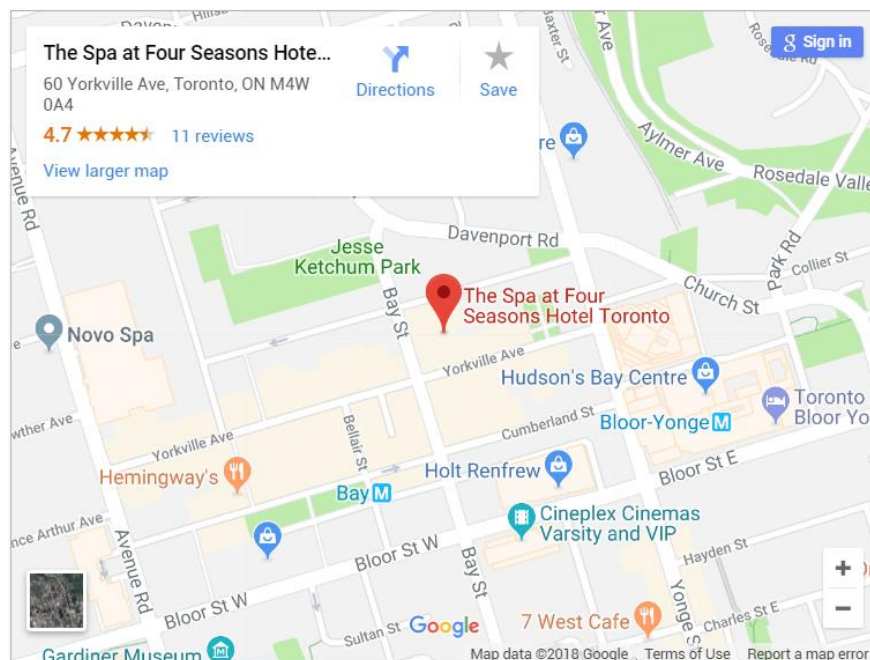 The Spa at Four Seasons Hote...
60 Yorkville Ave, Toronto, ON M4W
0A4
4.7
11 reviews
View larger map
Directions
Save
Sign in
Baxter St
Aylmer Ave
Rosedale Valle
Park Rd
Collier St
Church St
Davenport Rd
Jesse
Ketchum Park
Bay St
The Spa at Four
Seasons Hotel Toronto
Avenue Rd
Novo Spa
Yorkville Ave
Hudson's Bay Centre
Toronto
Bloor Yo
Bloor-Yonge M
Cumberland St
Yorkville Ave
Bellair St
Hemingway's
Holt Renfrew
Bloor St E
Bay M
Cineplex Cinemas
Varsity and VIP
nce Arthur Ave
Avenue Rd
Bloor St W
Bloor St W
Bay St
Hayden St
Yonge S
7 West Cafe
Charles St E
Sultan St
Google
Gardiner Museum
Map data ©2018 Google
Terms of Use
Report a map error
+
−